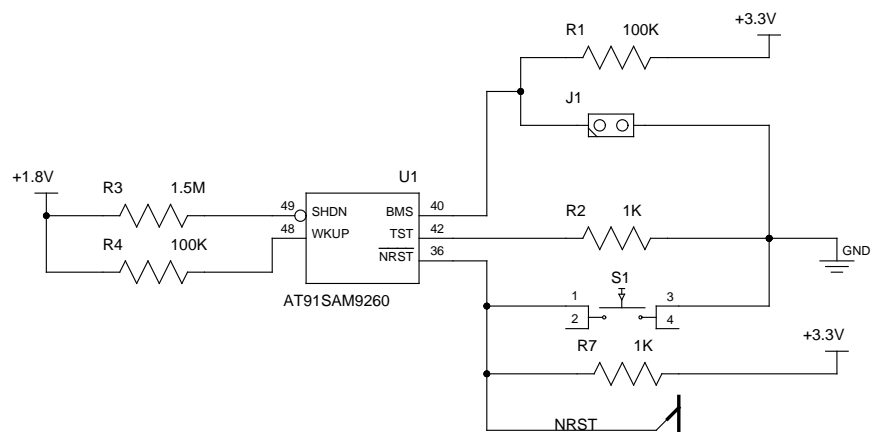 +3.3V
R1 100K
J1
+1.8V
U1
R3 1.5M
49 SHDN BMS 40
R2 1K
48 WKUP TST 42
R4 100K
NRST 36
GND
S1
AT91SAM9260
1 3
2 4
R7 1K
+3.3V
NRST